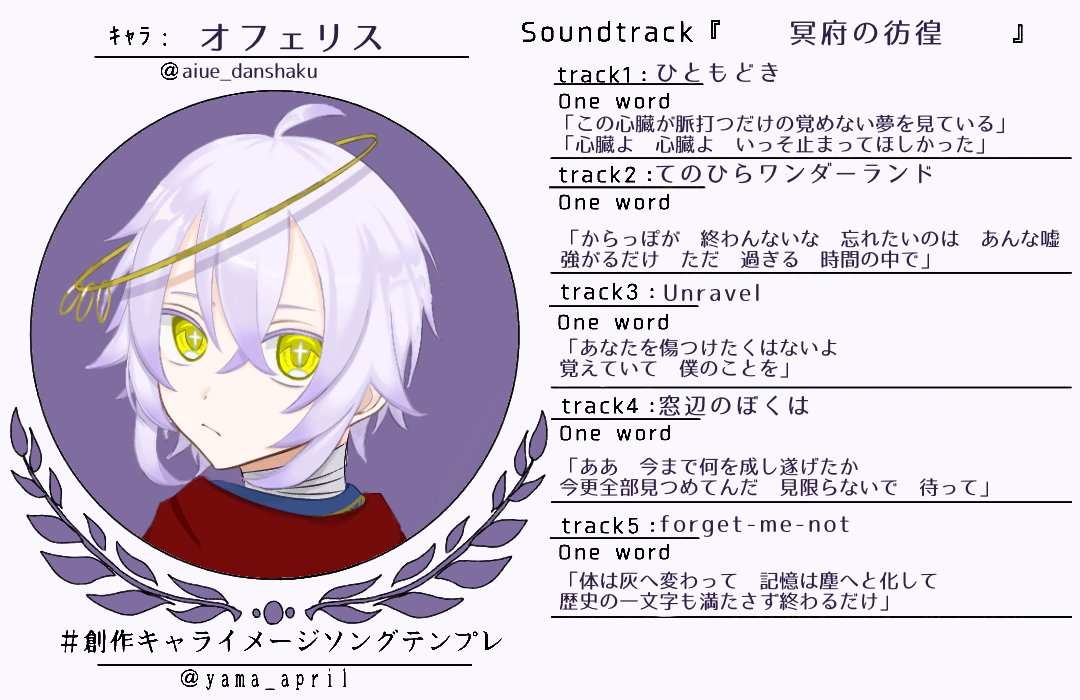 キャラ： オフェリス
@aiue_danshaku
#創作キャライメージソングテンプレ
@yama_april
Soundtrack『 冥府の彷徨 』
track1：ひともどき
One word
「この心臓が脈打つだけの覚めない夢を見ている」
「心臓よ　心臓よ　いっそ止まってほしかった」
track2：てのひらワンダーランド
One word
「からっぽが　終わんないな　忘れたいのは　あんな嘘
強がるだけ　ただ　過ぎる　時間の中で」
track3：Unravel
One word
「あなたを傷つけたくはないよ
覚えていて　僕のことを」
track4：窓辺のぼくは
One word
「ああ　今まで何を成し遂げたか
今更全部見つめてんだ　見限らないで　待って」
track5：forget-me-not
One word
「体は灰へ変わって　記憶は塵へと化して
歴史の一文字も満たさず終わるだけ」